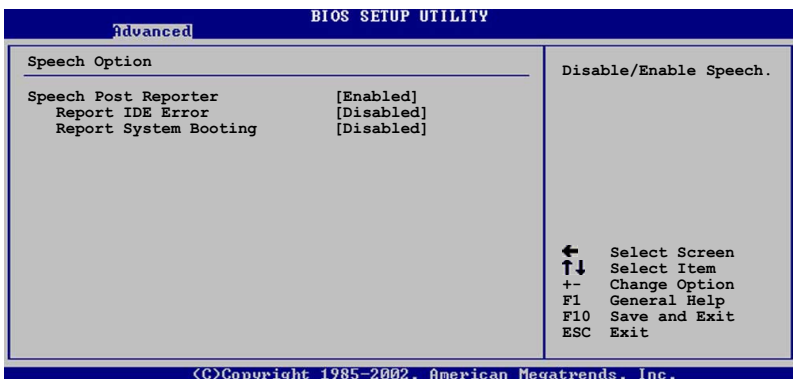 BIOS SETUP UTILITY
Advanced
Speech Option
Speech Post Reporter [Enabled]
Report IDE Error [Disabled]
Report System Booting [Disabled]
Disable/Enable Speech.
← Select Screen
↑↓ Select Item
+- Change Option
F1 General Help
F10 Save and Exit
ESC Exit
(C)Copyright 1985-2002, American Megatrends, Inc.